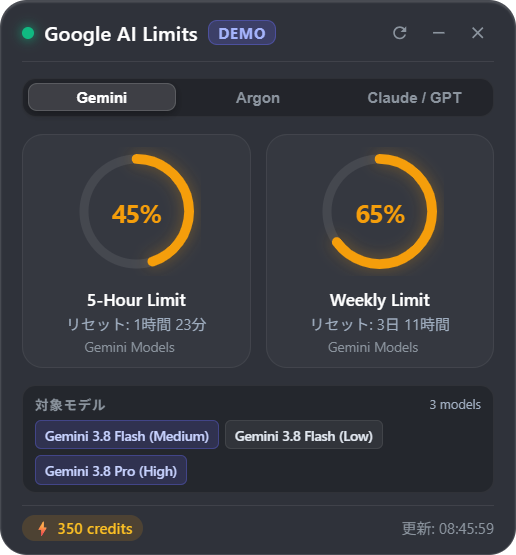 Google AI Limits DEMO
Gemini Argon Claude / GPT
45% 65%
5-Hour Limit Weekly Limit
リセット: 1時間 23分 リセット: 3日 11時間
Gemini Models Gemini Models
対象モデル 3 models
Gemini 3.8 Flash (Medium) Gemini 3.8 Flash (Low)
Gemini 3.8 Pro (High)
350 credits 更新: 08:45:59